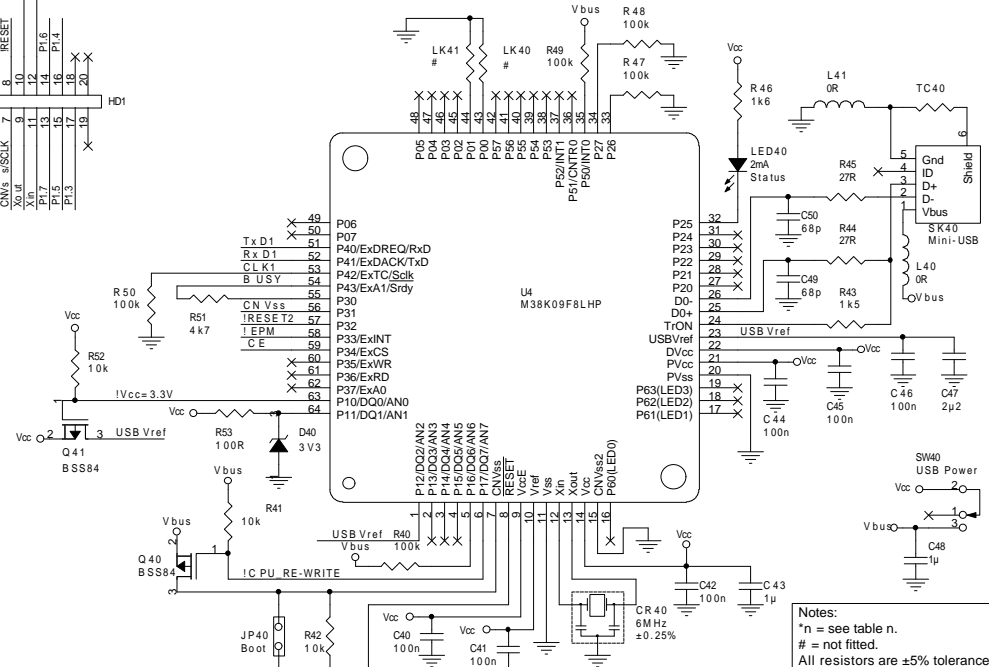 !RESET
P1.6
P1.4
8
10
12
14
16
18
20
HD1
7
9
11
13
15
17
19
CNVs s/SCLK
Xout
Xin
P1.7
P1.5
P1.3
LK41
#
LK40
#
R49
100k
Vbus
R48
100k
R47
100k
48
47
46
45
44
43
42
41
40
39
38
37
36
35
34
33
P05
P04
P03
P02
P01
P00
P57
P56
P55
P54
P53
P52/INT1
P51/CNTR0
P50/INT0
P27
P26
Vcc
R46
1k6
LED40
2mA
Status
L41
0R
TC40
6
Shield
5 Gnd
4 ID
3 D+
2 D-
1 Vbus
SK40
Mini-USB
R45
27R
C50
68p
R44
27R
C49
68p
R43
1k5
L40
0R
Vbus
49 P06
50 P07
TxD1 51 P40/ExDREQ/RxD
RxD1 52 P41/ExDACK/TxD
CLK1 53 P42/ExTC/Sclk
BUSY 54 P43/ExA1/Srdy
55 P30
CNVss 56 P31
!RESET2 57 P32
!EPM 58 P33/ExINT
CE 59 P34/ExCS
60 P35/ExWR
61 P36/ExRD
62 P37/ExA0
!Vcc=3.3V 63 P10/DQ0/AN0
64 P11/DQ1/AN1
R50
100k
R51
4k7
Vcc
R52
10k
1
Vcc 2
3 USBVref
Q41
BSS84
Vcc
R53
100R
D40
3V3
U4
M38K09F8LHP
P25 32
P24 31
P23 30
P22 29
P21 28
P20 27
D0- 26
D0+ 25
TrON 24
USBVref 23 USBVref
DVcc 22 Vcc
PVcc 21 Vcc
PVss 20
P63(LED3) 19
P62(LED2) 18
P61(LED1) 17
C44
100n
C45
100n
C46
100n
C47
2µ2
P12/DQ2/AN2
P13/DQ3/AN3
P14/DQ4/AN4
P15/DQ5/AN5
P16/DQ6/AN6
P17/DQ7/AN7
CNVss
RESET
VccE
Vref
Vss
Xin
Xout
Vcc
CNVss2
P60(LED0)
1
2
3
4
5
6
7
8
9
10
11
12
13
14
15
16
SW40
USB Power
Vcc 2
1
Vbus 3
C48
1µ
Vbus
R41
10k
Vbus
2
1
3
Q40
BSS84
USBVref R40
Vbus 100k
!CPU_RE-WRITE
JP40
Boot
R42
10k
Vcc
C40
100n
Vcc
C41
100n
CR40
6MHz
±0.25%
Vcc
C42
100n
C43
1µ
Notes:
*n = see table n.
# = not fitted.
All resistors are ±5% tolerance